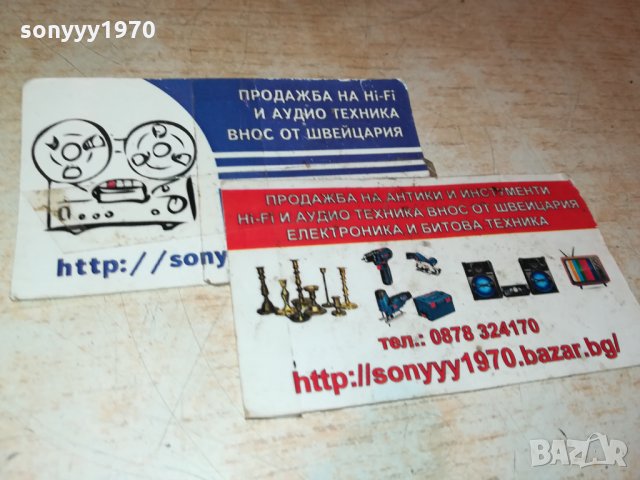 sonyyy1970
ПРОДАЖБА НА Hi-Fi
И АУДИО ТЕХНИКА
ВНОС ОТ ШВЕЙЦАРИЯ
http://sony
ПРОДАЖБА НА АНТИКИ И ИНСТРУМЕНТИ
Hi-Fi И АУДИО ТЕХНИКА ВНОС ОТ ШВЕЙЦАРИЯ
ЕЛЕКТРОНИКА И БИТОВА ТЕХНИКА
тел.: 0878 324170
http://sonyyy1970.bazar.bg/
BAZAR